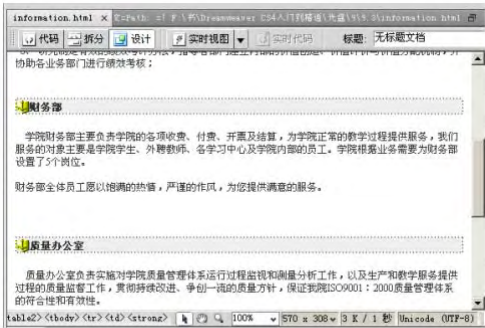 information.html × XHTML
代码 拆分 设计 实时视图 实时代码 标题: 无标题文档
协助各业务部门进行绩效考核;
财务部
学院财务部主要负责学院的各项收费、付费、开票及结算,为学院正常的教学过程提供服务,我们
服务的对象主要是学院学生、外聘教师、各学习中心及学院内部的员工。学院根据业务需要为财务部
设置了5个岗位。
财务部全体员工愿以饱满的热情,严谨的作风,为您提供满意的服务。
质量办公室
质量办公室负责实施对学院质量管理体系运行过程监视和测量分析工作,以及生产和教学服务提供
过程的质量监督工作,贯彻持续改进、争创一流的质量方针,保证我院ISO9001:2000质量管理体系
的符合性和有效性。
table2><tbody><tr><td><strong> 100% 570 x 308 3 K / 1 秒 Unicode (UTF-8)